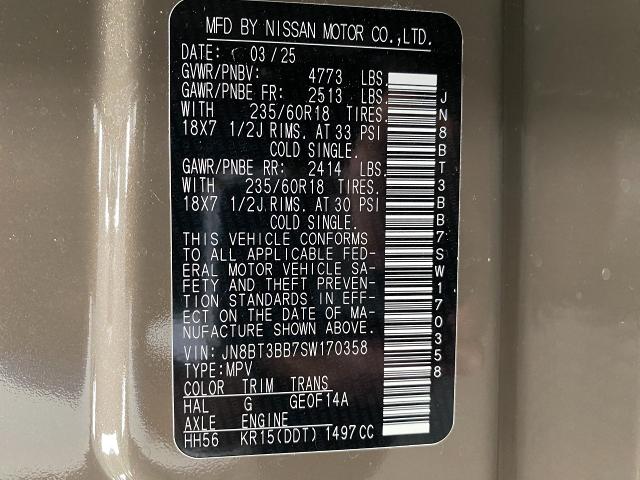 MFD BY NISSAN MOTOR CO.,LTD.
DATE: 03/25
GVWR/PNBV: 4773 LBS.
GAWR/PNBE FR: 2513 LBS.
WITH 235/60R18 TIRES.
18X7 1/2J RIMS. AT 33 PSI
COLD SINGLE.
GAWR/PNBE RR: 2414 LBS.
WITH 235/60R18 TIRES.
18X7 1/2J RIMS. AT 30 PSI
COLD SINGLE.
THIS VEHICLE CONFORMS
TO ALL APPLICABLE FED-
ERAL MOTOR VEHICLE SA-
FETY AND THEFT PREVEN-
TION STANDARDS IN EFF-
ECT ON THE DATE OF MA-
NUFACTURE SHOWN ABOVE.
VIN: JN8BT3BB7SW170358
TYPE:MPV
COLOR TRIM TRANS
HAL G GEOF14A
AXLE ENGINE
HH56 KR15(DDT) 1497CC
JN8BT3BB7SW170358